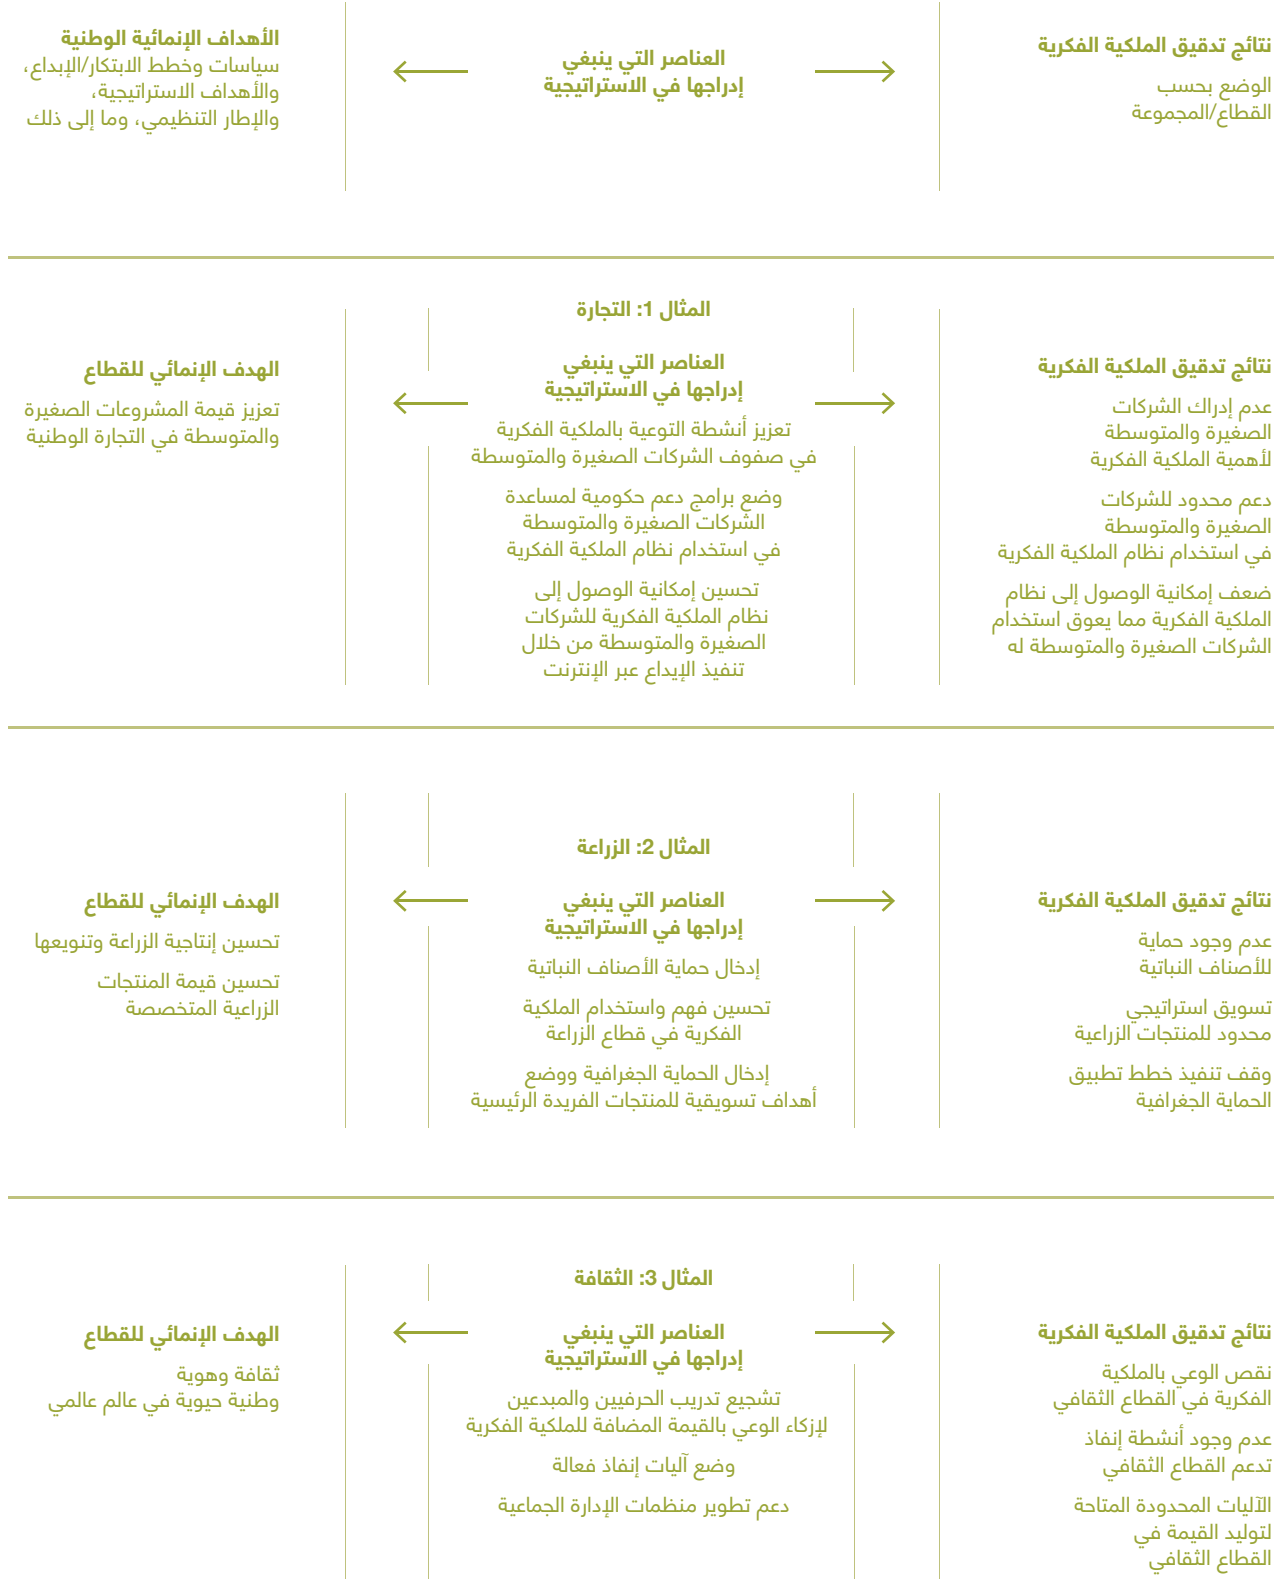 نتائج تدقيق الملكية الفكرية
الوضع بحسب
القطاع/المجموعة
العناصر التي ينبغي
إدراجها في الاستراتيجية
الأهداف الإنمائية الوطنية
سياسات وخطط الابتكار/الإبداع،
والأهداف الاستراتيجية،
والإطار التنظيمي، وما إلى ذلك
المثال 1: التجارة
نتائج تدقيق الملكية الفكرية
عدم إدراك الشركات
الصغيرة والمتوسطة
لأهمية الملكية الفكرية
دعم محدود للشركات
الصغيرة والمتوسطة
في استخدام نظام الملكية الفكرية
ضعف إمكانية الوصول إلى نظام
الملكية الفكرية مما يعوق استخدام
الشركات الصغيرة والمتوسطة له
العناصر التي ينبغي
إدراجها في الاستراتيجية
تعزيز أنشطة التوعية بالملكية الفكرية
في صفوف الشركات الصغيرة والمتوسطة
وضع برامج دعم حكومية لمساعدة
الشركات الصغيرة والمتوسطة
في استخدام نظام الملكية الفكرية
تحسين إمكانية الوصول إلى
نظام الملكية الفكرية للشركات
الصغيرة والمتوسطة من خلال
تنفيذ الإيداع عبر الإنترنت
الهدف الإنمائي للقطاع
تعزيز قيمة المشروعات الصغيرة
والمتوسطة في التجارة الوطنية
المثال 2: الزراعة
نتائج تدقيق الملكية الفكرية
عدم وجود حماية
للأصناف النباتية
تسويق استراتيجي
محدود للمنتجات الزراعية
وقف تنفيذ خطط تطبيق
الحماية الجغرافية
العناصر التي ينبغي
إدراجها في الاستراتيجية
إدخال حماية الأصناف النباتية
تحسين فهم واستخدام الملكية
الفكرية في قطاع الزراعة
إدخال الحماية الجغرافية ووضع
أهداف تسويقية للمنتجات الفريدة الرئيسية
الهدف الإنمائي للقطاع
تحسين إنتاجية الزراعة وتنويعها
تحسين قيمة المنتجات
الزراعية المتخصصة
المثال 3: الثقافة
نتائج تدقيق الملكية الفكرية
نقص الوعي بالملكية
الفكرية في القطاع الثقافي
عدم وجود أنشطة إنفاذ
تدعم القطاع الثقافي
الآليات المحدودة المتاحة
لتوليد القيمة في
القطاع الثقافي
العناصر التي ينبغي
إدراجها في الاستراتيجية
تشجيع تدريب الحرفيين والمبدعين
لإزكاء الوعي بالقيمة المضافة للملكية الفكرية
وضع آليات إنفاذ فعالة
دعم تطوير منظمات الإدارة الجماعية
الهدف الإنمائي للقطاع
ثقافة وهوية
وطنية حيوية في عالم عالمي